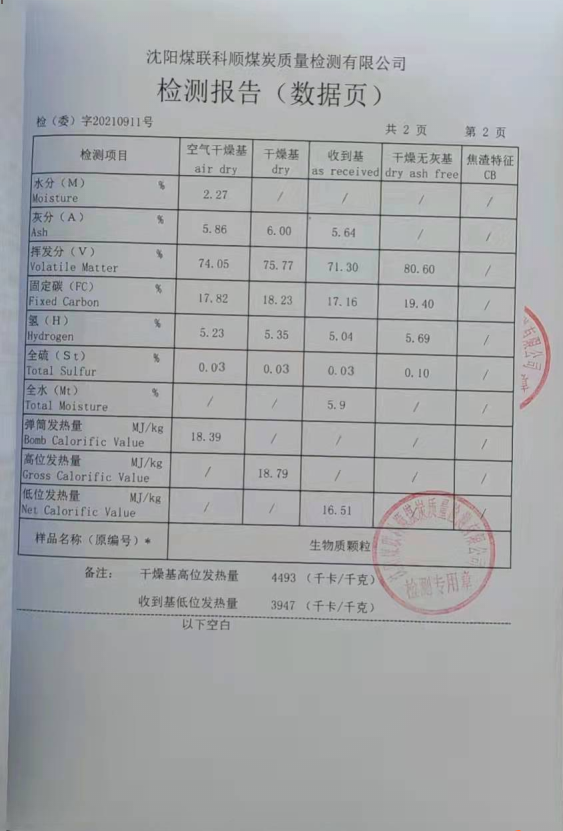 沈阳煤联科顺煤炭质量检测有限公司
检测报告（数据页）
检（委）字20210911号
共 2 页 第 2 页
检测项目 空气干燥基 air dry 干燥基 dry 收到基 as received 干燥无灰基 dry ash free 焦渣特征 CB
水分（M） % 2.27 / / / /
Moisture
灰分（A） % 5.86 6.00 5.64 / /
Ash
挥发分（V） % 74.05 75.77 71.30 80.60 /
Volatile Matter
固定碳（FC） % 17.82 18.23 17.16 19.40 /
Fixed Carbon
氢（H） % 5.23 5.35 5.04 5.69 /
Hydrogen
全硫（St） % 0.03 0.03 0.03 0.10 /
Total Sulfur
全水（Mt） % / / 5.9 / /
Total Moisture
弹筒发热量 MJ/kg 18.39 / / / /
Bomb Calorific Value
高位发热量 MJ/kg / 18.79 / / /
Gross Calorific Value
低位发热量 MJ/kg / / 16.51 /
Net Calorific Value
样品名称（原编号）* 生物质颗粒
备注： 干燥基高位发热量 4493 （千卡/千克）
收到基低位发热量 3947 （千卡/千克）
以下空白
检测专用章